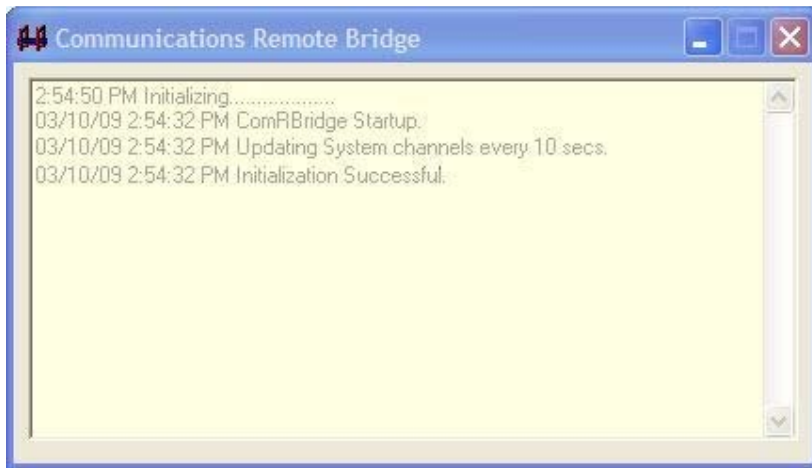 Communications Remote Bridge
2:54:50 PM Initializing...................
03/10/09 2:54:32 PM ComRBridge Startup.
03/10/09 2:54:32 PM Updating System channels every 10 secs.
03/10/09 2:54:32 PM Initialization Successful.